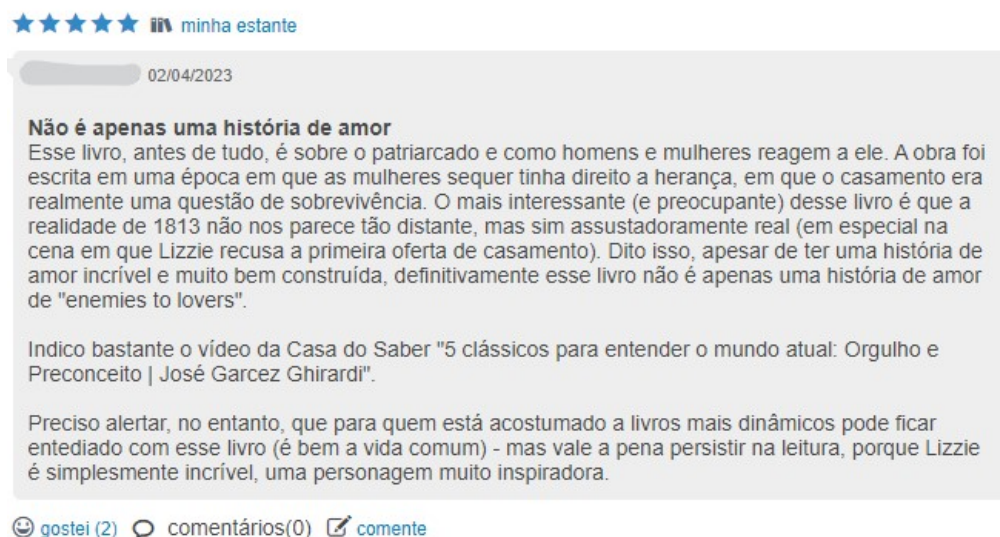 minha estante
02/04/2023
Não é apenas uma história de amor
Esse livro, antes de tudo, é sobre o patriarcado e como homens e mulheres reagem a ele. A obra foi
escrita em uma época em que as mulheres sequer tinha direito a herança, em que o casamento era
realmente uma questão de sobrevivência. O mais interessante (e preocupante) desse livro é que a
realidade de 1813 não nos parece tão distante, mas sim assustadoramente real (em especial na
cena em que Lizzie recusa a primeira oferta de casamento). Dito isso, apesar de ter uma história de
amor incrível e muito bem construída, definitivamente esse livro não é apenas uma história de amor
de "enemies to lovers".
Indico bastante o vídeo da Casa do Saber "5 clássicos para entender o mundo atual: Orgulho e
Preconceito | José Garcez Ghirardi".
Preciso alertar, no entanto, que para quem está acostumado a livros mais dinâmicos pode ficar
entediado com esse livro (é bem a vida comum) - mas vale a pena persistir na leitura, porque Lizzie
é simplesmente incrível, uma personagem muito inspiradora.
gostei (2) comentários(0) comente